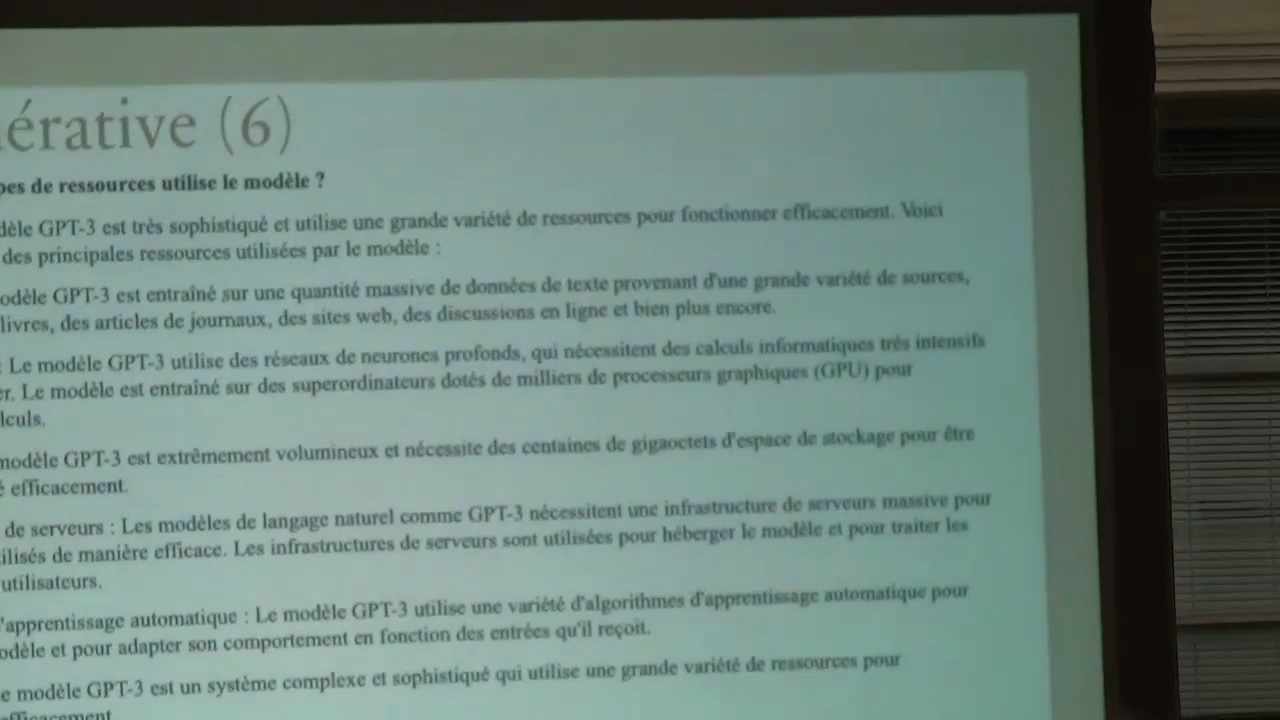 érative (6)
pes de ressources utilise le modèle ?
dèle GPT-3 est très sophistiqué et utilise une grande variété de ressources pour fonctionner efficacement. Voici
des principales ressources utilisées par le modèle :
odèle GPT-3 est entraîné sur une quantité massive de données de texte provenant d'une grande variété de sources,
livres, des articles de journaux, des sites web, des discussions en ligne et bien plus encore.
: Le modèle GPT-3 utilise des réseaux de neurones profonds, qui nécessitent des calculs informatiques très intensifs
er. Le modèle est entraîné sur des superordinateurs dotés de milliers de processeurs graphiques (GPU) pour
lculs.
modèle GPT-3 est extrêmement volumineux et nécessite des centaines de gigaoctets d'espace de stockage pour être
é efficacement.
de serveurs : Les modèles de langage naturel comme GPT-3 nécessitent une infrastructure de serveurs massive pour
ilisés de manière efficace. Les infrastructures de serveurs sont utilisées pour héberger le modèle et pour traiter les
utilisateurs.
'apprentissage automatique : Le modèle GPT-3 utilise une variété d'algorithmes d'apprentissage automatique pour
odèle et pour adapter son comportement en fonction des entrées qu'il reçoit.
e modèle GPT-3 est un système complexe et sophistiqué qui utilise une grande variété de ressources pour
efficacement